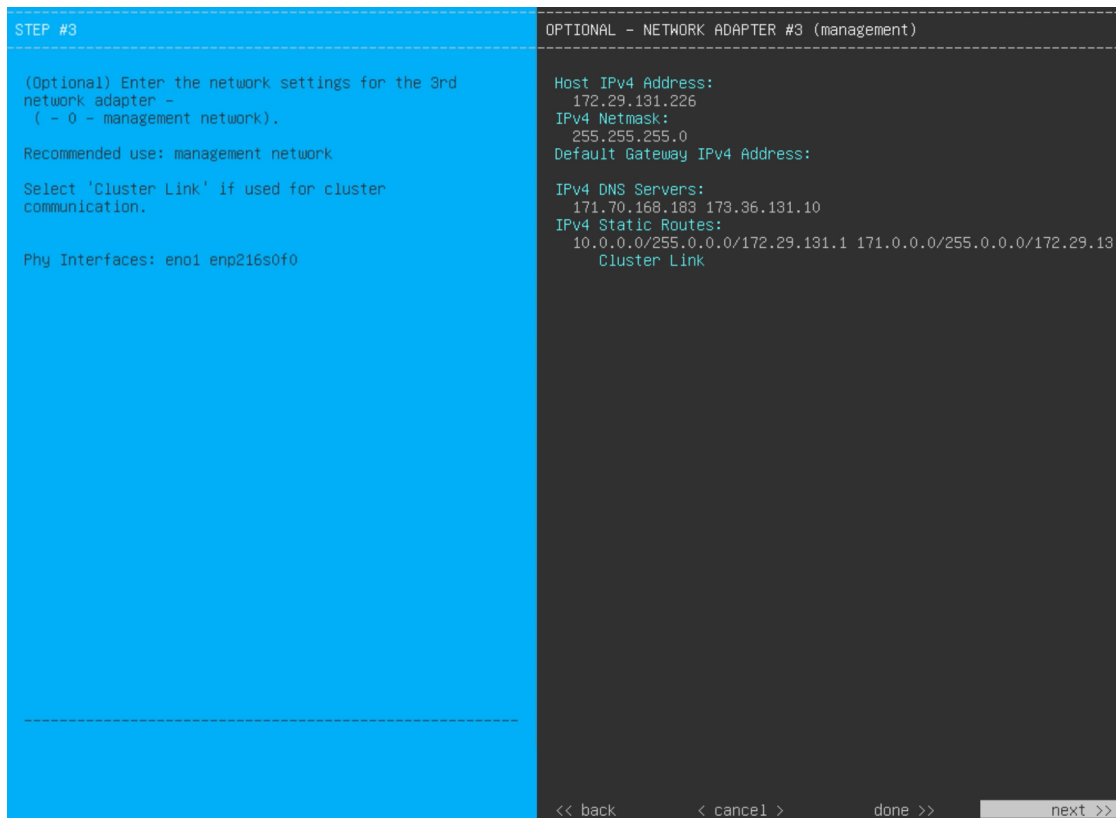 STEP #3
(Optional) Enter the network settings for the 3rd
network adapter -
( - 0 - management network).
Recommended use: management network
Select 'Cluster Link' if used for cluster
communication.
Phy Interfaces: eno1 enp216s0f0
OPTIONAL - NETWORK ADAPTER #3 (management)
Host IPv4 Address:
172.29.131.226
IPv4 Netmask:
255.255.255.0
Default Gateway IPv4 Address:
IPv4 DNS Servers:
171.70.168.183 173.36.131.10
IPv4 Static Routes:
10.0.0.0/255.0.0.0/172.29.131.1 171.0.0.0/255.0.0.0/172.29.13
Cluster Link
<< back < cancel > done >> next >>